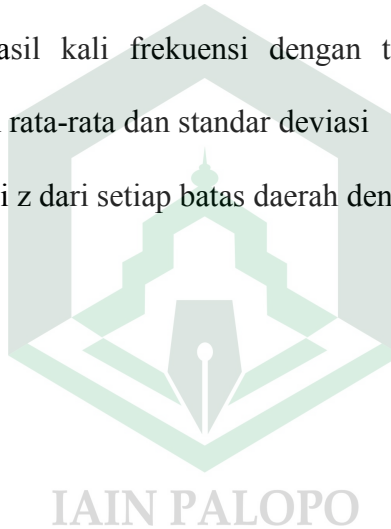 asil kali frekuensi dengan t
rata-rata dan standar deviasi
i z dari setiap batas daerah den
IAIN PALOPO